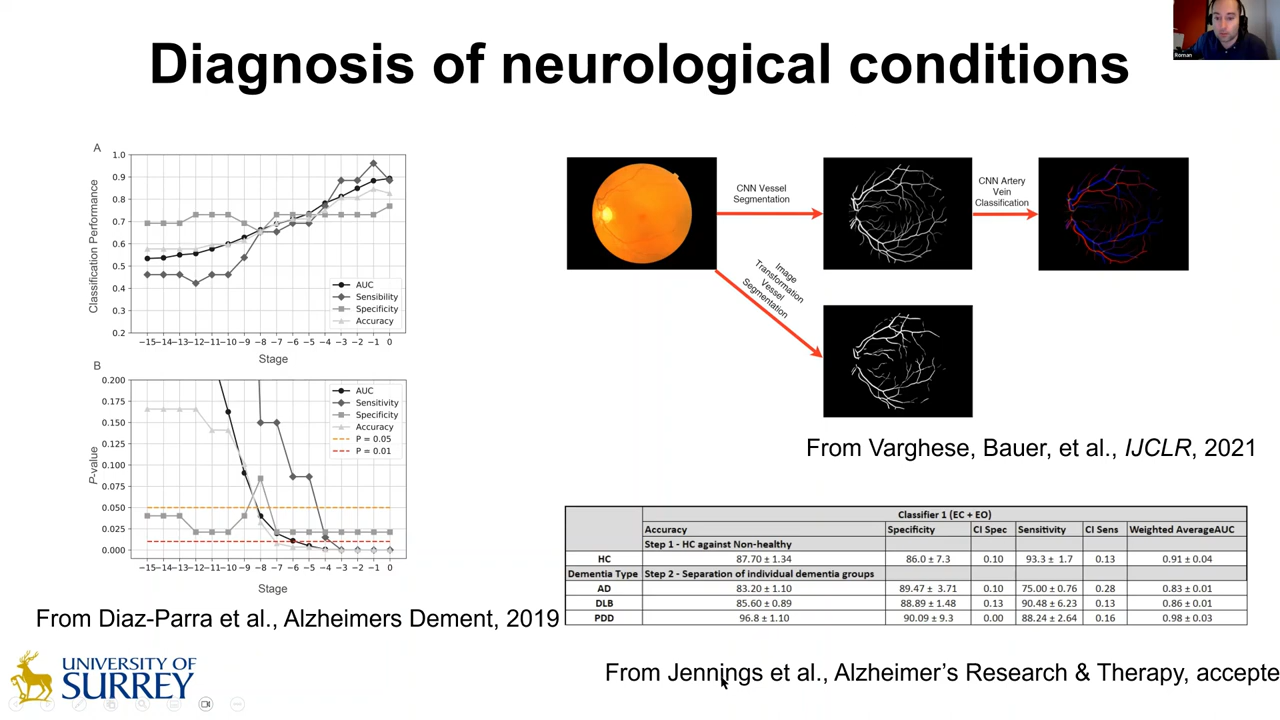 Roman
Diagnosis of neurological conditions
A
1.0
0.9
0.8
0.7
0.6
0.5
0.4
0.3
0.2
Classification Performance
AUC
Sensibility
Specificity
Accuracy
−15−14−13−12−11−10 −9 −8 −7 −6 −5 −4 −3 −2 −1 0
Stage
B
0.200
0.175
0.150
0.125
0.100
0.075
0.050
0.025
0.000
P-value
AUC
Sensitivity
Specificity
Accuracy
P = 0.05
P = 0.01
−15−14−13−12−11−10 −9 −8 −7 −6 −5 −4 −3 −2 −1 0
Stage
From Diaz-Parra et al., Alzheimers Dement, 2019
CNN Vessel
Segmentation
CNN Artery
Vein
Classification
Image
Transformation
Vessel
Segmentation
From Varghese, Bauer, et al., IJCLR, 2021
Classifier 1 (EC + EO)
Accuracy Specificity CI Spec Sensitivity CI Sens Weighted AverageAUC
Step 1 - HC against Non-healthy
HC 87.70 ± 1.34 86.0 ± 7.3 0.10 93.3 ± 1.7 0.13 0.91 ± 0.04
Dementia Type Step 2 - Separation of individual dementia groups
AD 83.20 ± 1.10 89.47 ± 3.71 0.10 75.00 ± 0.76 0.28 0.83 ± 0.01
DLB 85.60 ± 0.89 88.89 ± 1.48 0.13 90.48 ± 6.23 0.13 0.86 ± 0.01
PDD 96.8 ± 1.10 90.09 ± 9.3 0.00 88.24 ± 2.64 0.16 0.98 ± 0.03
From Jennings et al., Alzheimer's Research & Therapy, accepte
UNIVERSITY OF
SURREY